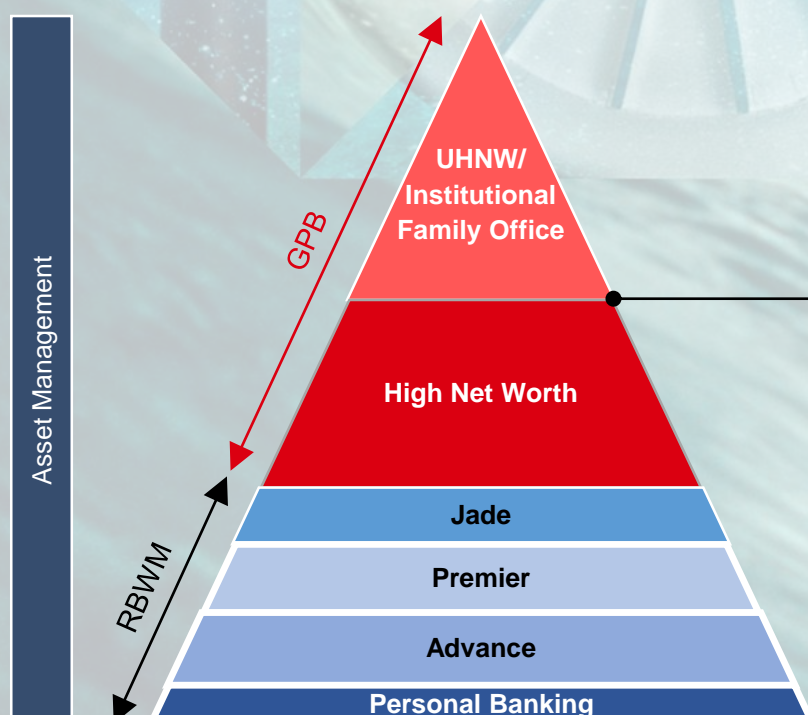 Asset Management
GPB
UHNW/
Institutional
Family Office
High Net Worth
RBWM
Jade
Premier
Advance
Personal Banking